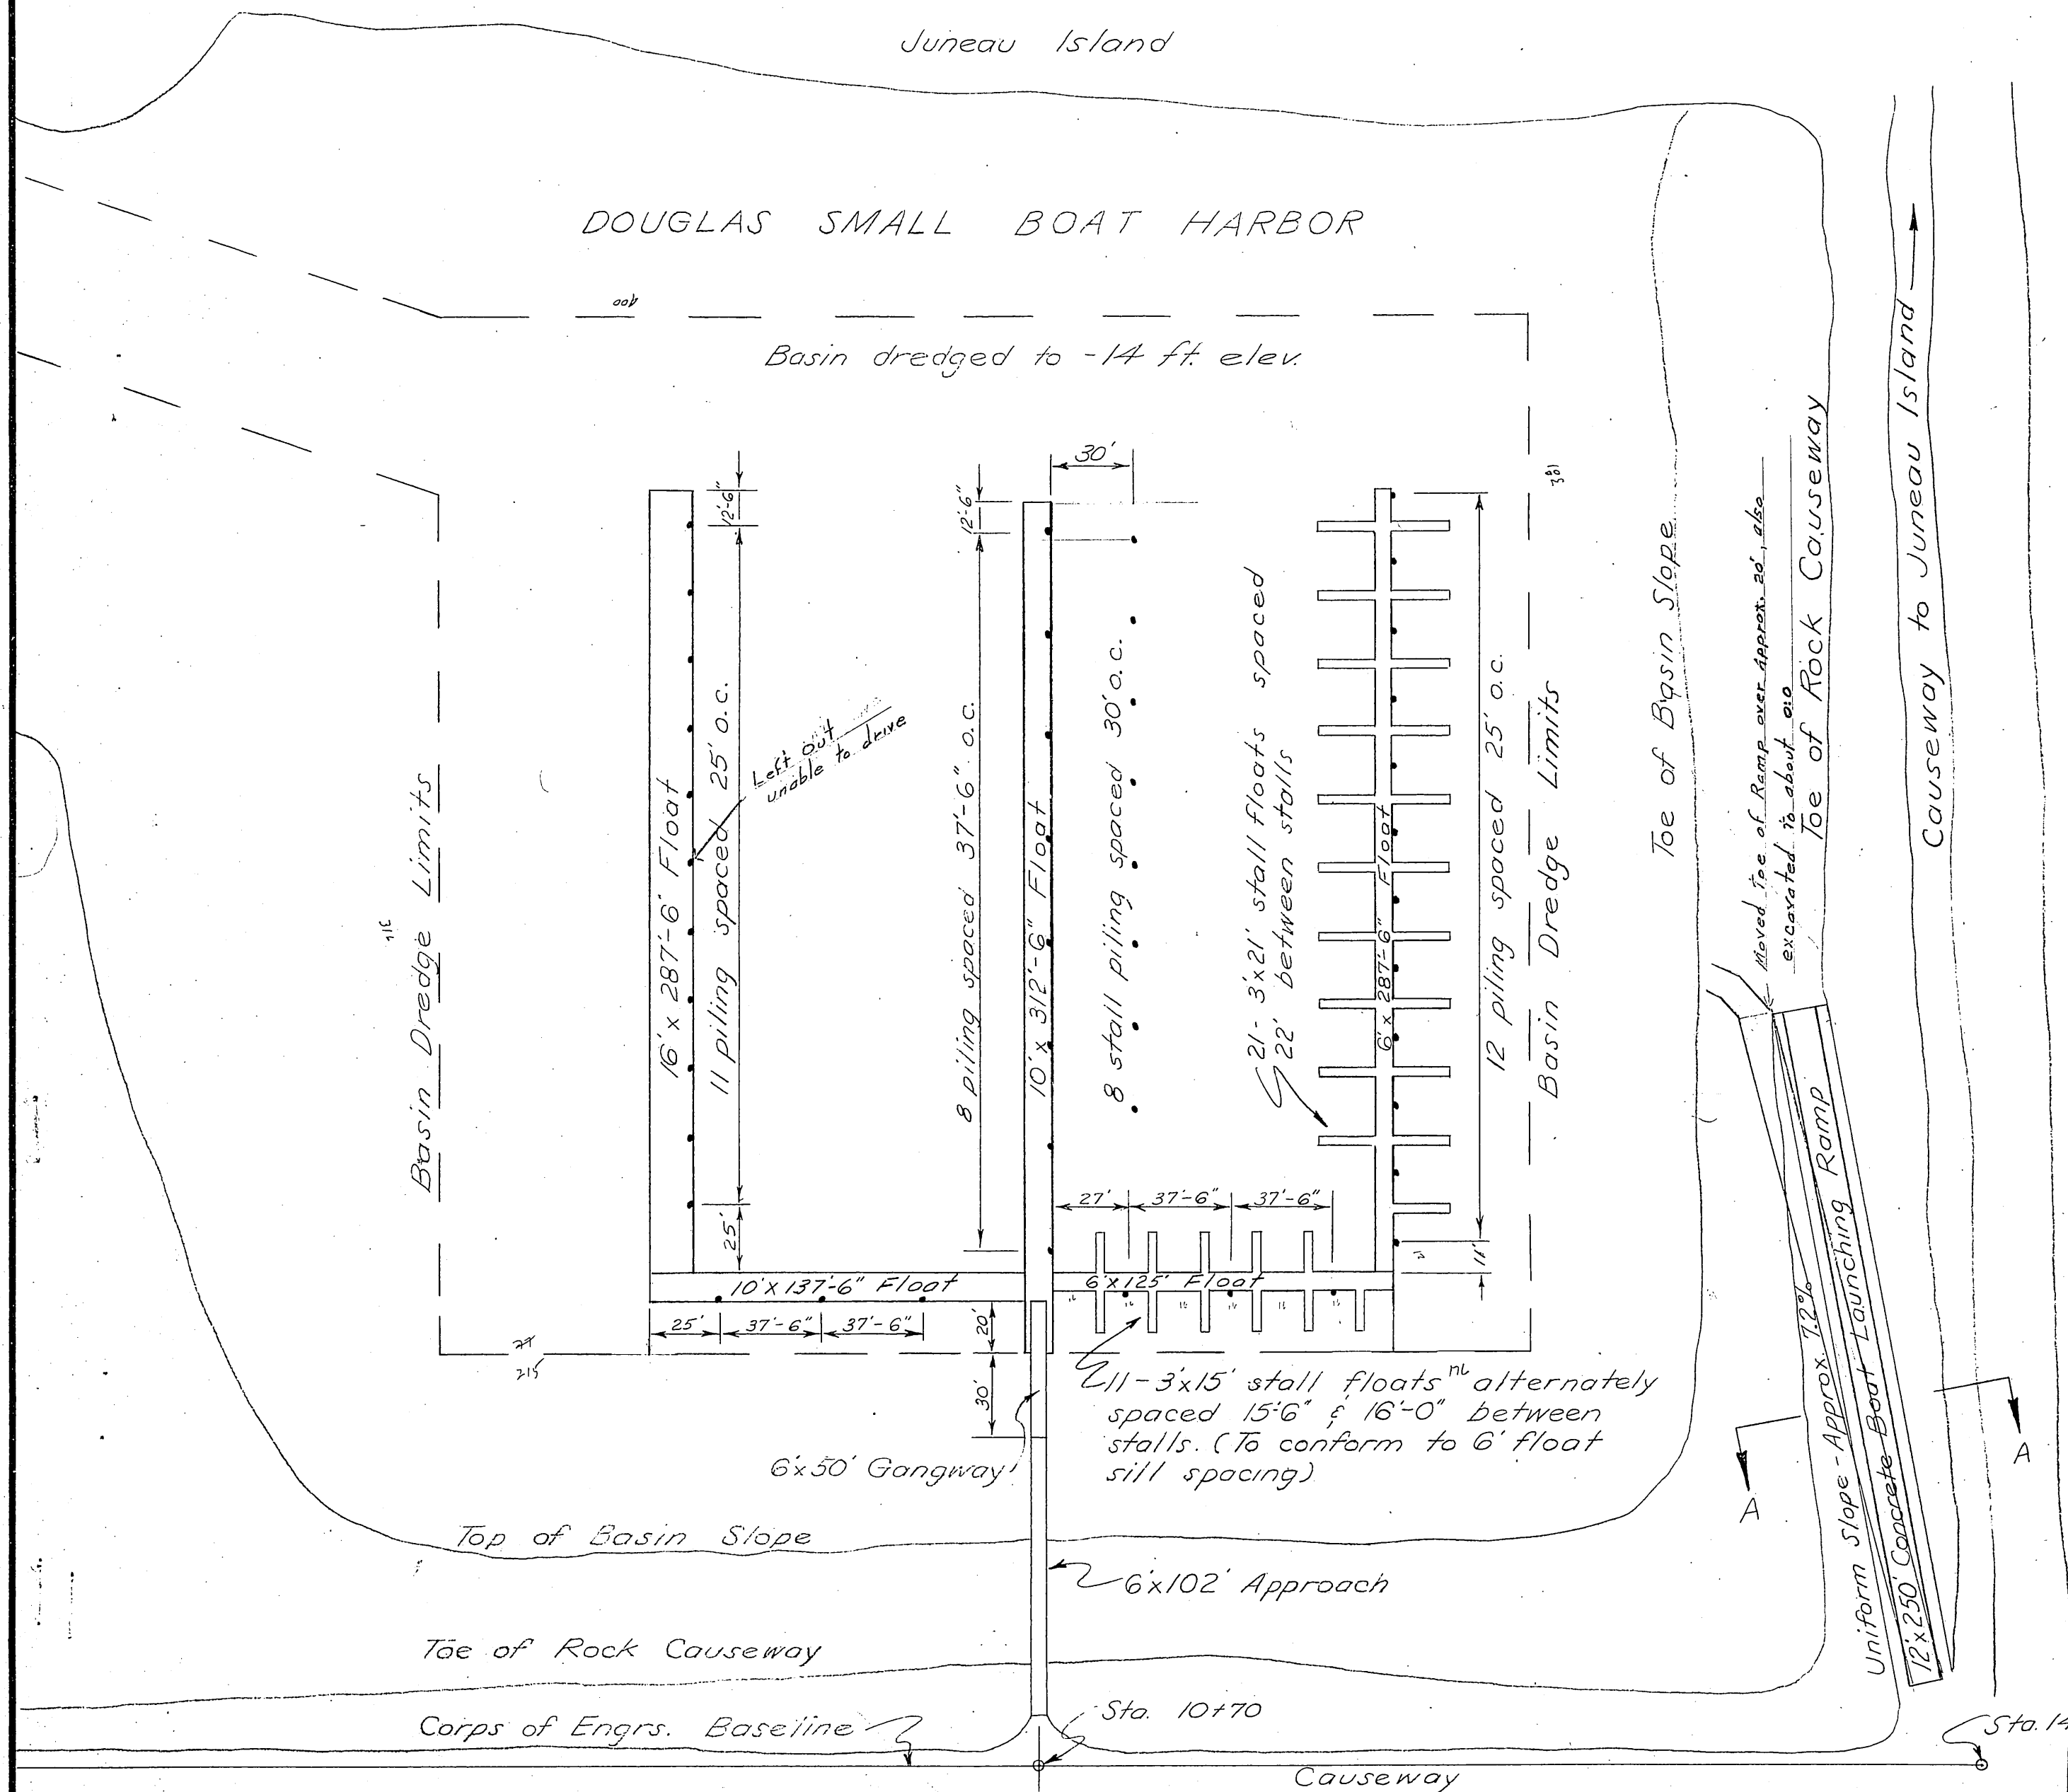 Juneau Island
DOUGLAS SMALL BOAT HARBOR
400
Basin dredged to -14 ft. elev.
30'
12'-6"
12'-6"
381
Basin Dredge Limits
16' x 287'-6" Float
11 piling spaced 25' o.c.
Left out
unable to drive
8 piling spaced 37'-6" o.c.
10' x 312'-6" Float
8 stall piling spaced 30' o.c.
21- 3'x21' stall floats spaced
22' between stalls
6' x 287'-6" Float
12 piling spaced 25' o.c.
Basin Dredge Limits
Toe of Basin Slope
Moved Toe of Ramp over approx. 20', also
excavated to about 0.0
Toe of Rock Causeway
Causeway to Juneau Island
25'
27'
37'-6"
37'-6"
11'
10'x137'-6" Float
6'x125' Float
25'
37'-6"
37'-6"
20'
215
30'
11-3'x15' stall floats alternately
spaced 15'6" & 16'-0" between
stalls. (To conform to 6' float
sill spacing)
6'x50' Gangway
Uniform Slope - Approx. 7.2%
12'x250' Concrete Boat Launching Ramp
A
A
Top of Basin Slope
6'x102' Approach
Toe of Rock Causeway
Corps of Engrs. Baseline
Sta. 10+70
Sta. 14
Causeway